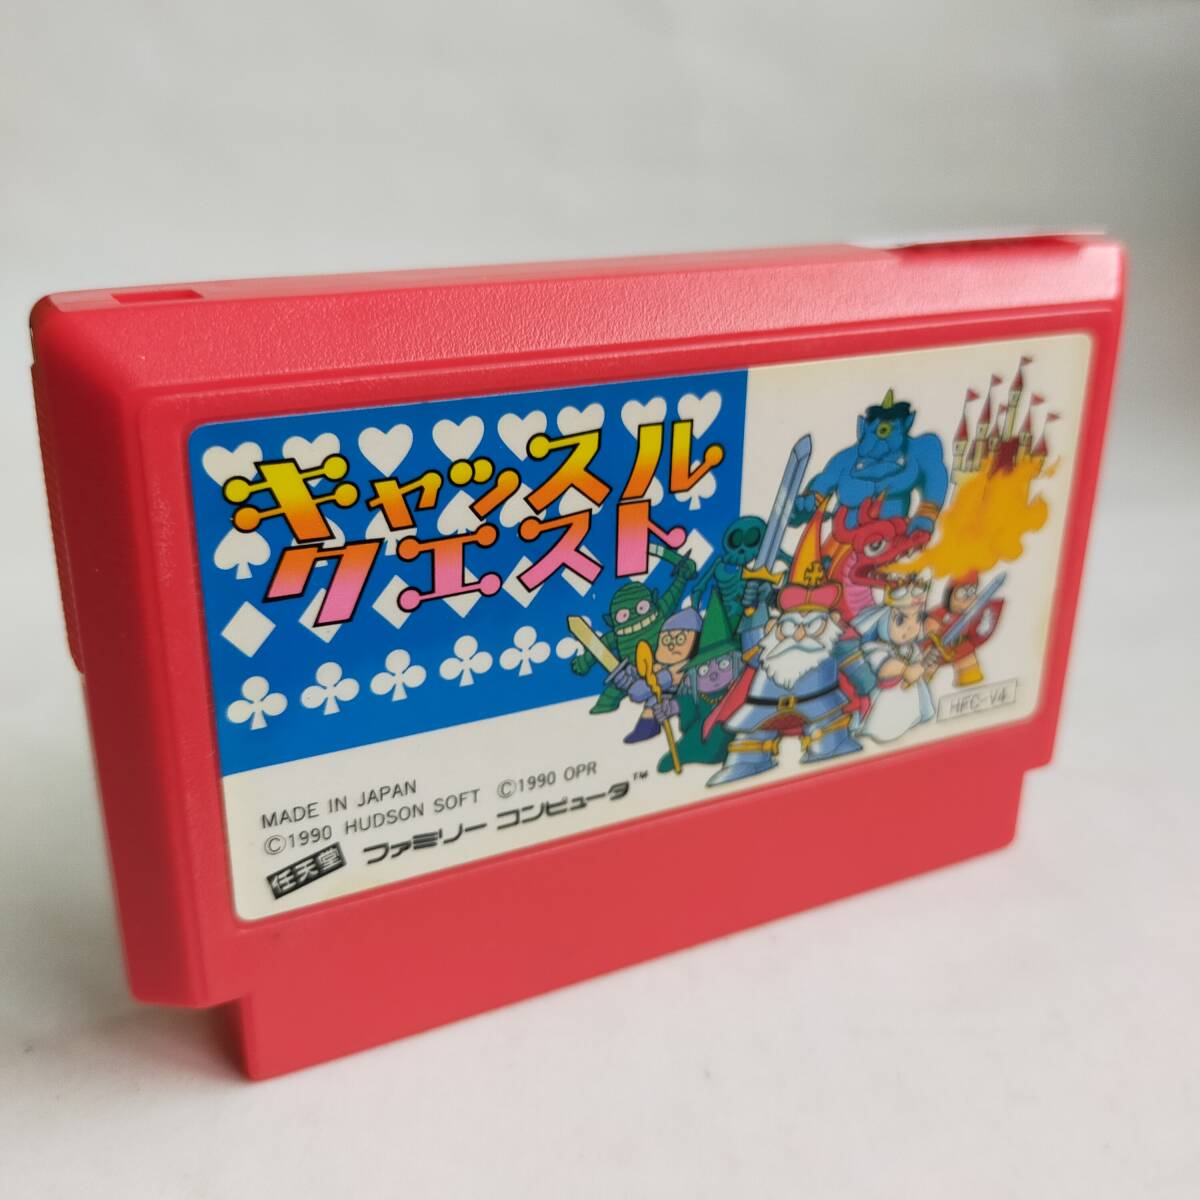 キャッスル
クエスト
HFC-V4
MADE IN JAPAN
©1990 HUDSON SOFT ©1990 OPR
任天堂 ファミリー コンピュータ™